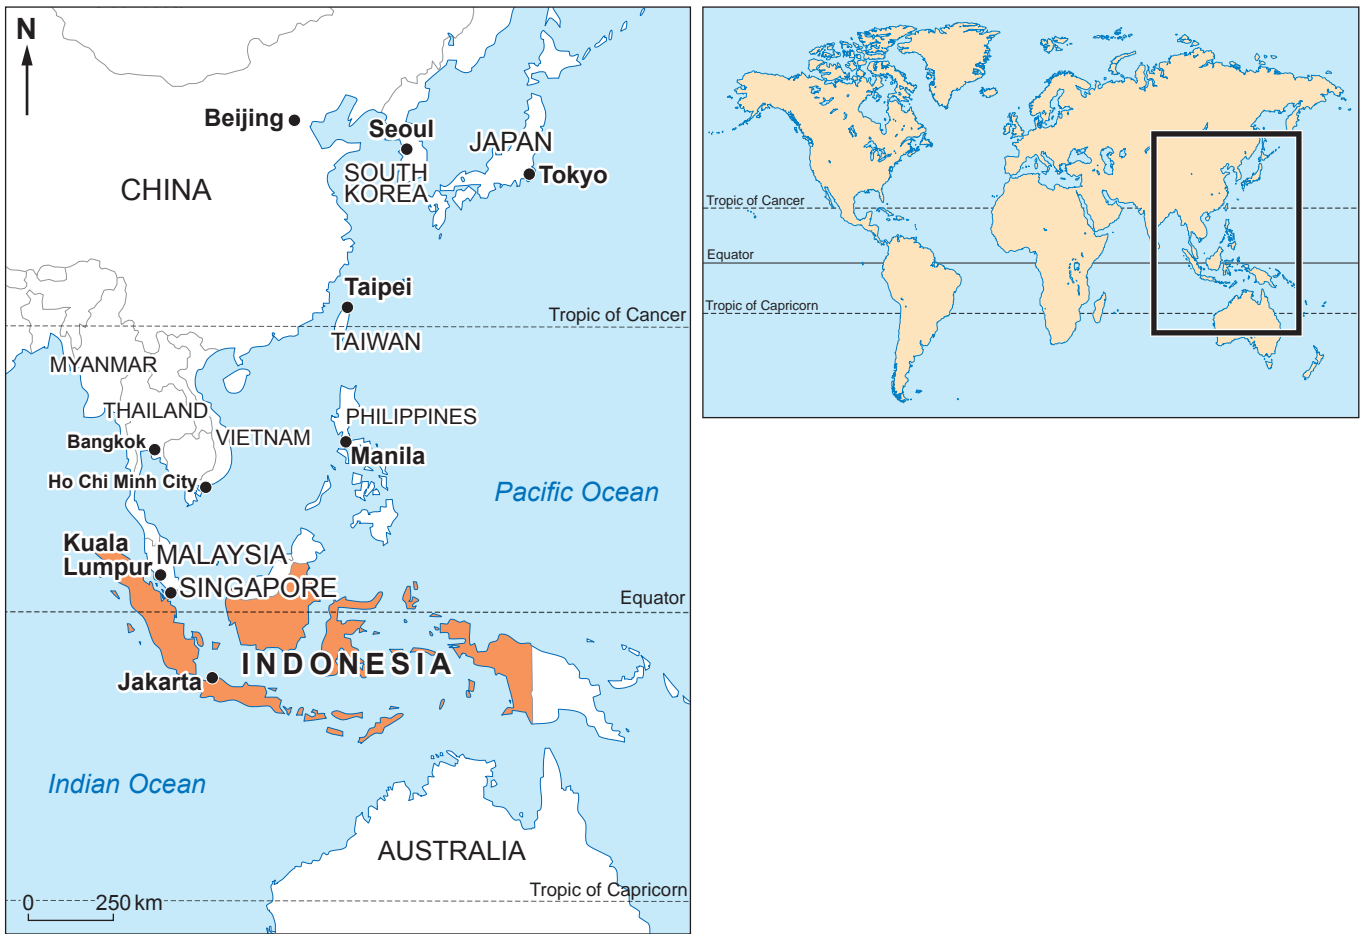 N
Beijing
Seoul
JAPAN
SOUTH
KOREA
Tokyo
CHINA
Taipei
Tropic of Cancer
TAIWAN
MYANMAR
THAILAND
PHILIPPINES
Bangkok
VIETNAM
Manila
Ho Chi Minh City
Pacific Ocean
Kuala
Lumpur
MALAYSIA
SINGAPORE
Equator
INDONESIA
Jakarta
Indian Ocean
AUSTRALIA
Tropic of Capricorn
0 250 km
Tropic of Cancer
Equator
Tropic of Capricorn